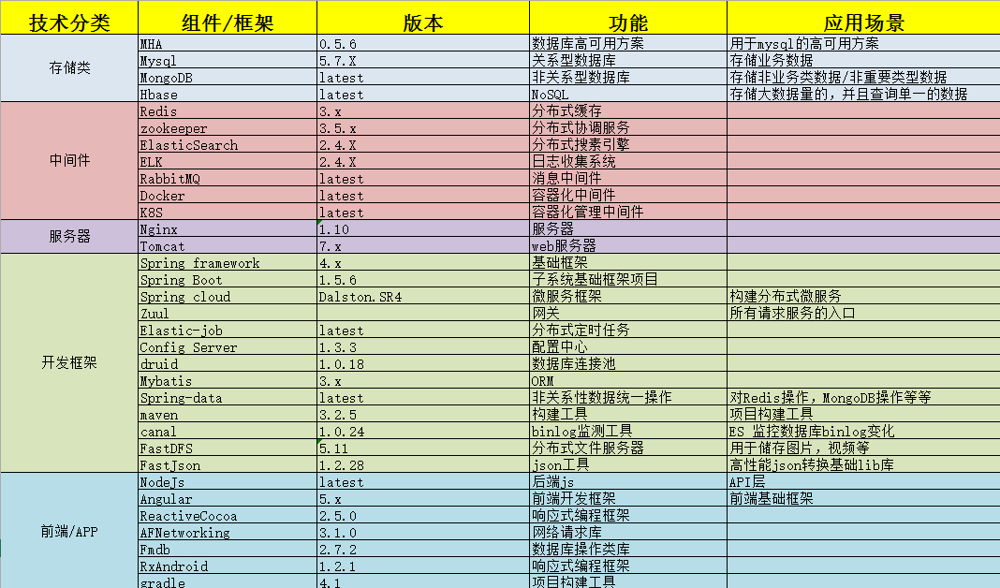 技术分类 组件/框架 版本 功能 应用场景
存储类
MHA 0.5.6 数据库高可用方案 用于mysql的高可用方案
Mysql 5.7.X 关系型数据库 存储业务数据
MongoDB latest 非关系型数据库 存储非业务类数据/非重要类型数据
Hbase latest NoSQL 存储大数据量的，并且查询单一的数据
中间件
Redis 3.x 分布式缓存
zookeeper 3.5.x 分布式协调服务
ElasticSearch 2.4.X 分布式搜素引擎
ELK 2.4.X 日志收集系统
RabbitMQ latest 消息中间件
Docker latest 容器化中间件
K8S latest 容器化管理中间件
服务器
Nginx 1.10 服务器
Tomcat 7.x web服务器
开发框架
Spring framework 4.x 基础框架
Spring Boot 1.5.6 子系统基础框架项目
Spring cloud Dalston.SR4 微服务框架 构建分布式微服务
Zuul 网关 所有请求服务的入口
Elastic-job latest 分布式定时任务
Config Server 1.3.3 配置中心
druid 1.0.18 数据库连接池
Mybatis 3.x ORM
Spring-data latest 非关系性数据统一操作 对Redis操作，MongoDB操作等等
maven 3.2.5 构建工具 项目构建工具
canal 1.0.24 binlog监测工具 ES 监控数据库binlog变化
FastDFS 5.11 分布式文件服务器 用于储存图片，视频等
FastJson 1.2.28 json工具 高性能json转换基础lib库
前端/APP
NodeJs latest 后端js API层
Angular 5.x 前端开发框架 前端基础框架
ReactiveCocoa 2.5.0 响应式编程框架
AFNetworking 3.1.0 网络请求库
Fmdb 2.7.2 数据库操作类库
RxAndroid 1.2.1 响应式编程框架
gradle 4.1 项目构建工具